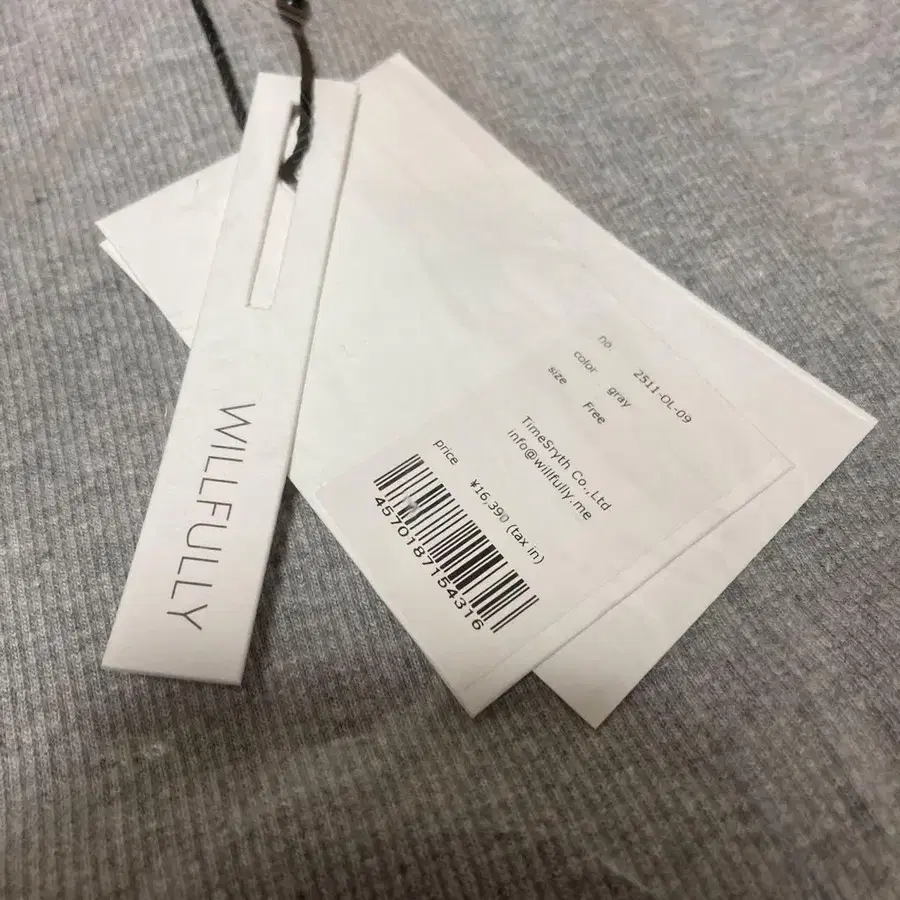 WILLFULLY
no. 2511-OL-09
color gray
size Free
TimeSryth Co.,Ltd
info@willfully.me
price ¥16,390 (tax in)
4570187154316